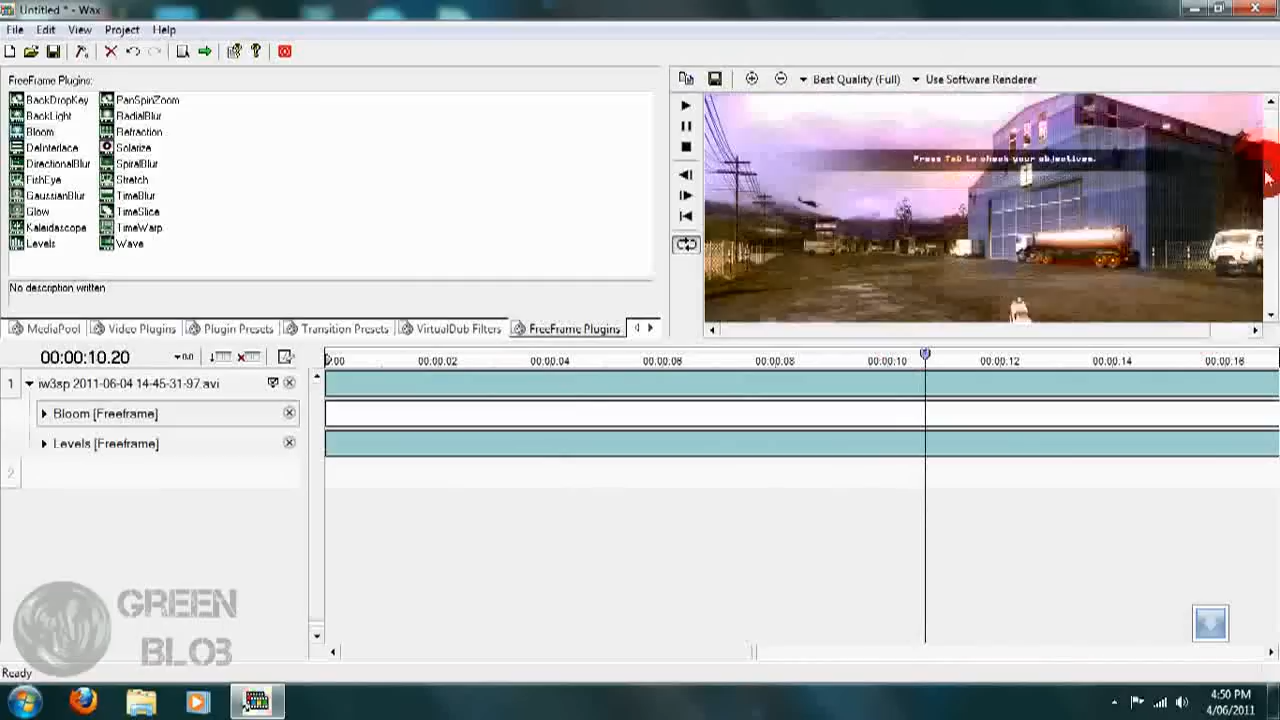 Untitled * - Wax
File Edit View Project Help
FreeFrame Plugins:
BackDropKey PanSpinZoom
BackLight RadialBlur
Bloom Refraction
DeInterlace Solarize
DirectionalBlur SpiralBlur
FishEye Stretch
GaussianBlur TimeBlur
Glow TimeSlice
Kaleidascope TimeWarp
Levels Wave
No description written
MediaPool Video Plugins Plugin Presets Transition Presets VirtualDub Filters FreeFrame Plugins
Best Quality (Full) Use Software Renderer
Press Tab to check your objectives.
00:00:10.20 0.0 :00 00:00:02 00:00:04 00:00:06 00:00:08 00:00:10 00:00:12 00:00:14 00:00:16
1 iw3sp 2011-06-04 14-45-31-97.avi
Bloom [Freeframe]
Levels [Freeframe]
2
GREEN
BLO3
Ready
4:50 PM
4/06/2011